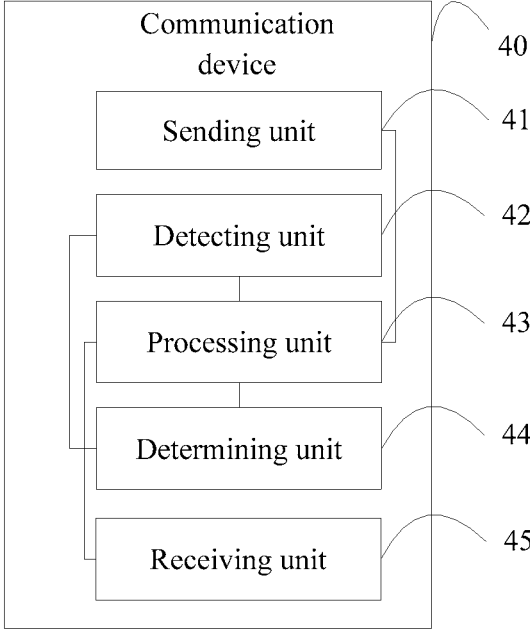 Communication
device
40
Sending unit
41
Detecting unit
42
Processing unit
43
Determining unit
44
Receiving unit
45